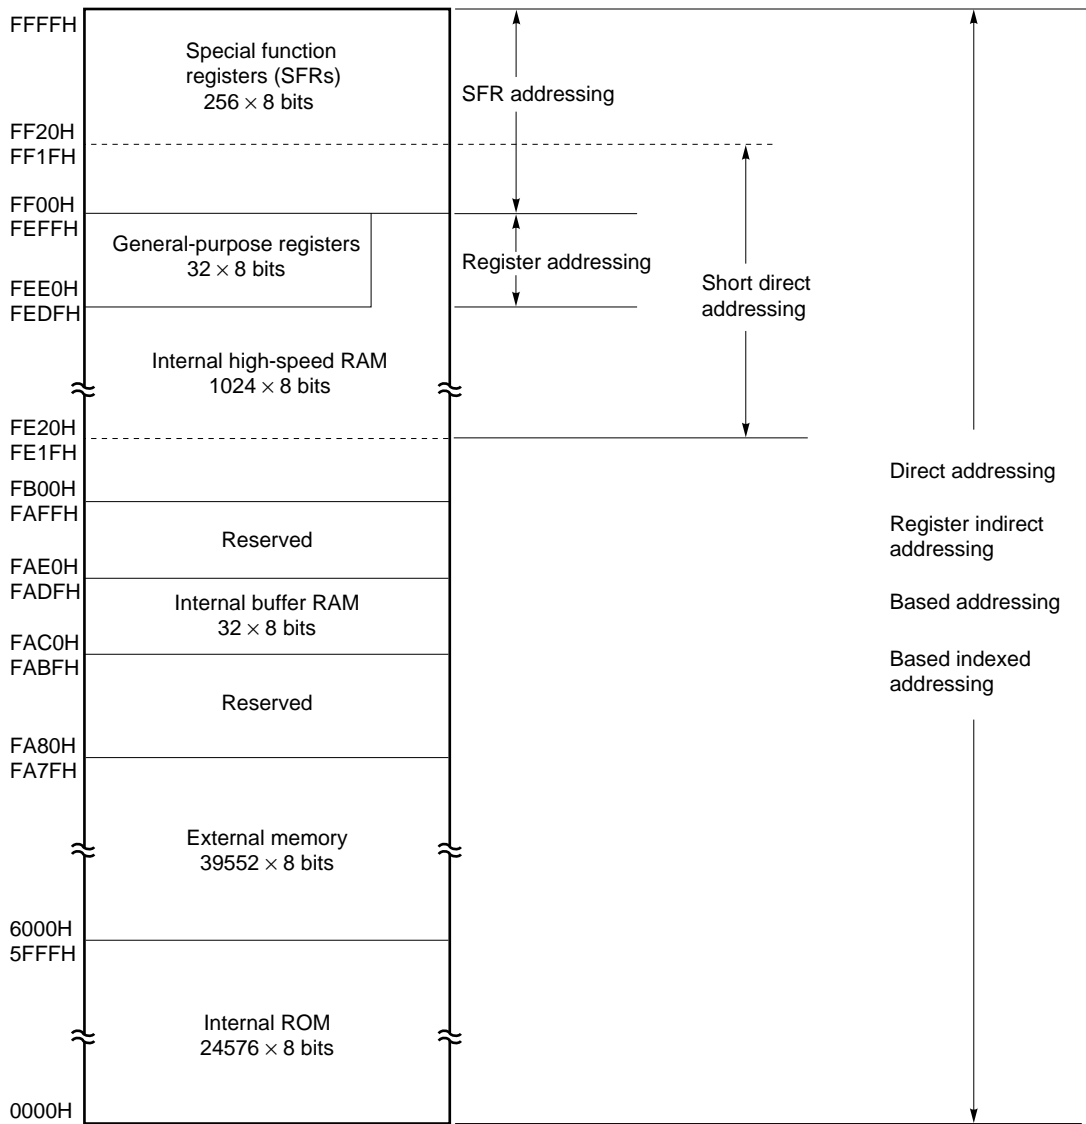 FFFFH
Special function
registers (SFRs)
256 × 8 bits
SFR addressing
FF20H
FF1FH
FF00H
FEFFH
General-purpose registers
32 × 8 bits
Register addressing
Short direct
addressing
FEE0H
FEDFH
Internal high-speed RAM
1024 × 8 bits
FE20H
FE1FH
FB00H
FAFFH
Reserved
FAE0H
FADFH
Internal buffer RAM
32 × 8 bits
FAC0H
FABFH
Reserved
FA80H
FA7FH
External memory
39552 × 8 bits
6000H
5FFFH
Internal ROM
24576 × 8 bits
0000H
Direct addressing
Register indirect
addressing
Based addressing
Based indexed
addressing